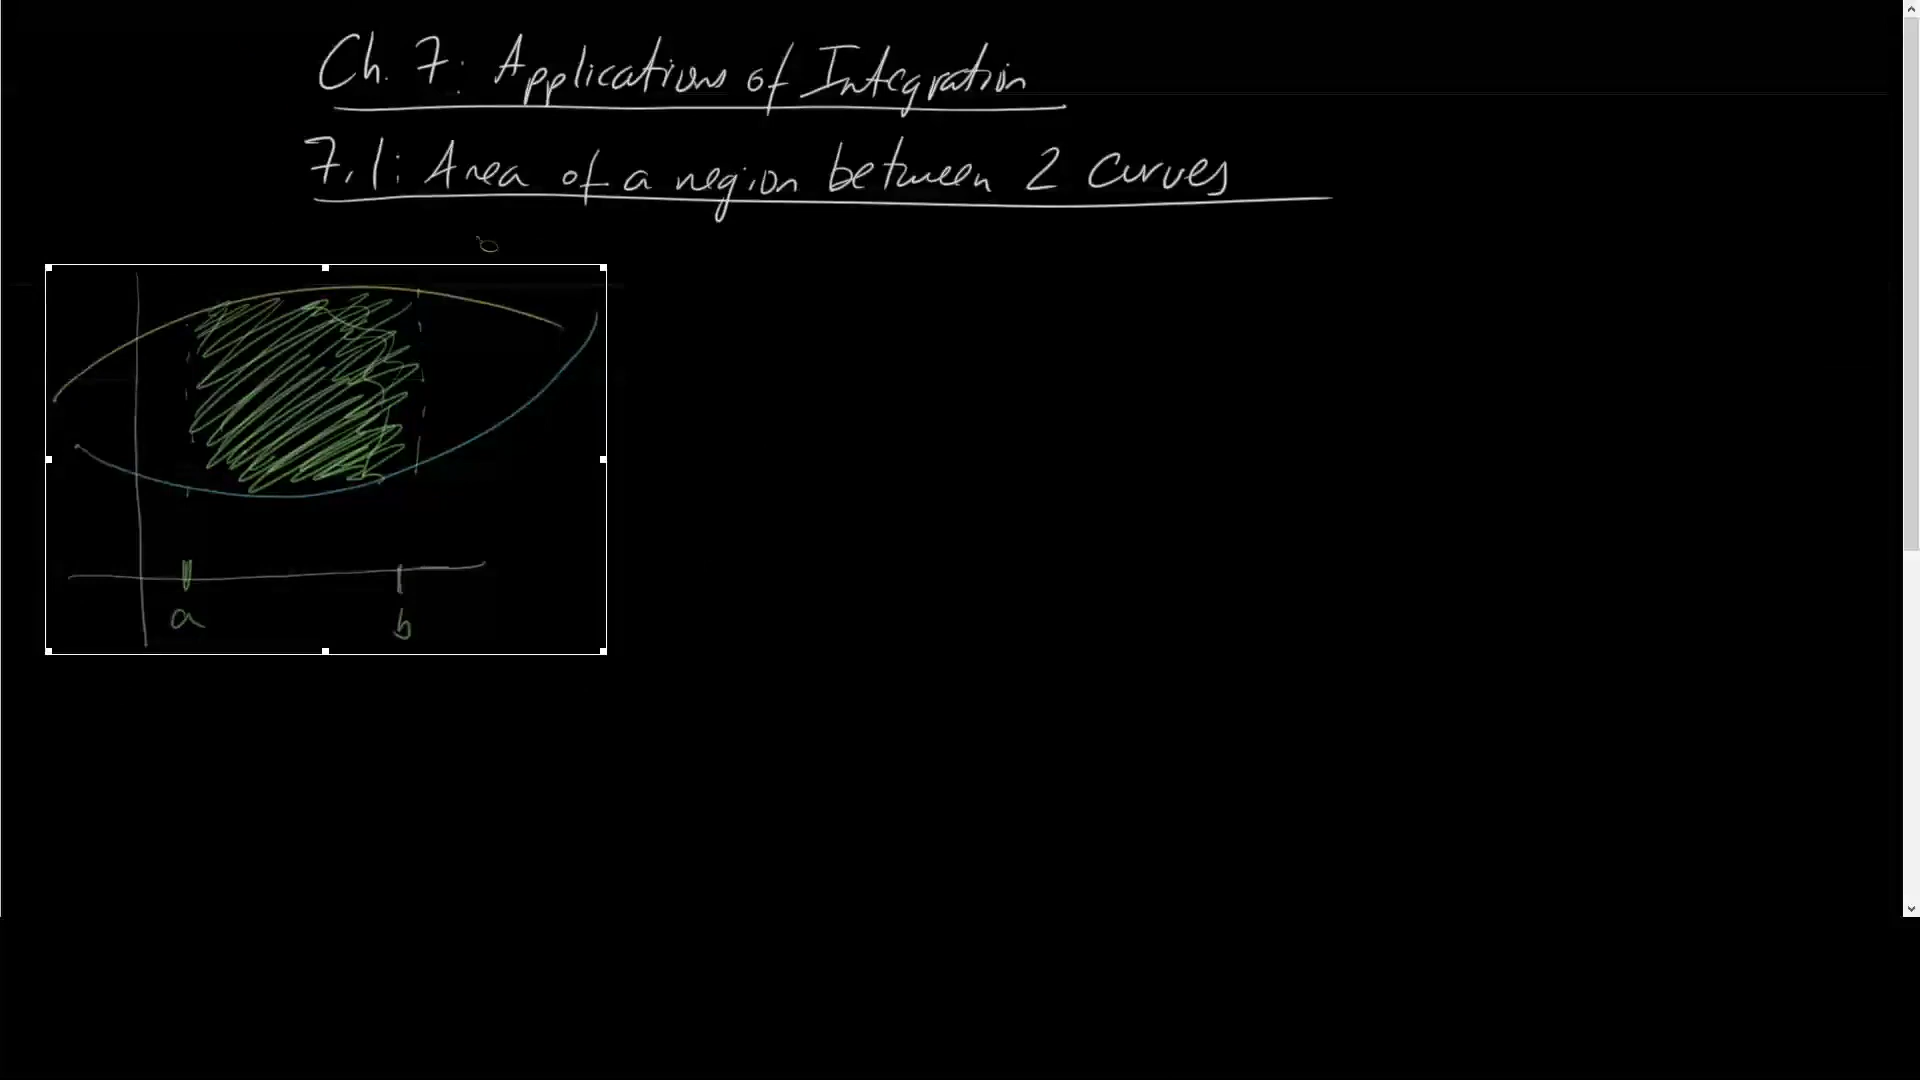 Ch. 7: Applications of Integration
7.1: Area of a region between 2 Curves
a b